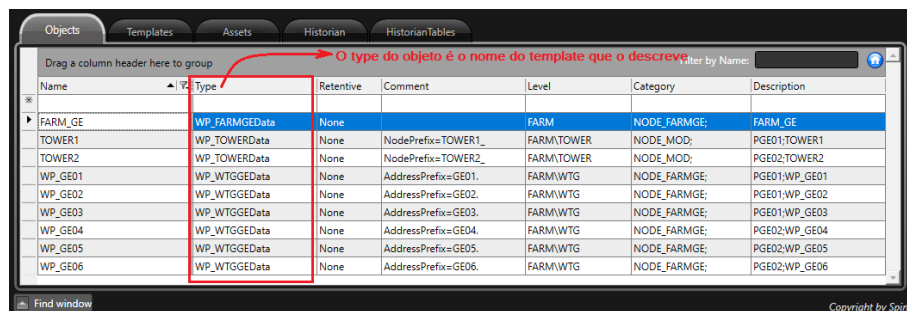 Objects Templates Assets Historian HistorianTables
Drag a column header here to group O type do objeto é o nome do template que o descreve Filter by Name:
Name Type Retentive Comment Level Category Description
FARM_GE WP_FARMGEData None FARM NODE_FARMGE; FARM_GE
TOWER1 WP_TOWERData None NodePrefix=TOWER1_ FARM\TOWER NODE_MOD; PGE01;TOWER1
TOWER2 WP_TOWERData None NodePrefix=TOWER2_ FARM\TOWER NODE_MOD; PGE02;TOWER2
WP_GE01 WP_WTGGEData None AddressPrefix=GE01. FARM\WTG NODE_FARMGE; PGE01;WP_GE01
WP_GE02 WP_WTGGEData None AddressPrefix=GE02. FARM\WTG NODE_FARMGE; PGE01;WP_GE02
WP_GE03 WP_WTGGEData None AddressPrefix=GE03. FARM\WTG NODE_FARMGE; PGE01;WP_GE03
WP_GE04 WP_WTGGEData None AddressPrefix=GE04. FARM\WTG NODE_FARMGE; PGE02;WP_GE04
WP_GE05 WP_WTGGEData None AddressPrefix=GE05. FARM\WTG NODE_FARMGE; PGE02;WP_GE05
WP_GE06 WP_WTGGEData None AddressPrefix=GE06. FARM\WTG NODE_FARMGE; PGE02;WP_GE06
Find window Copyright by Spin